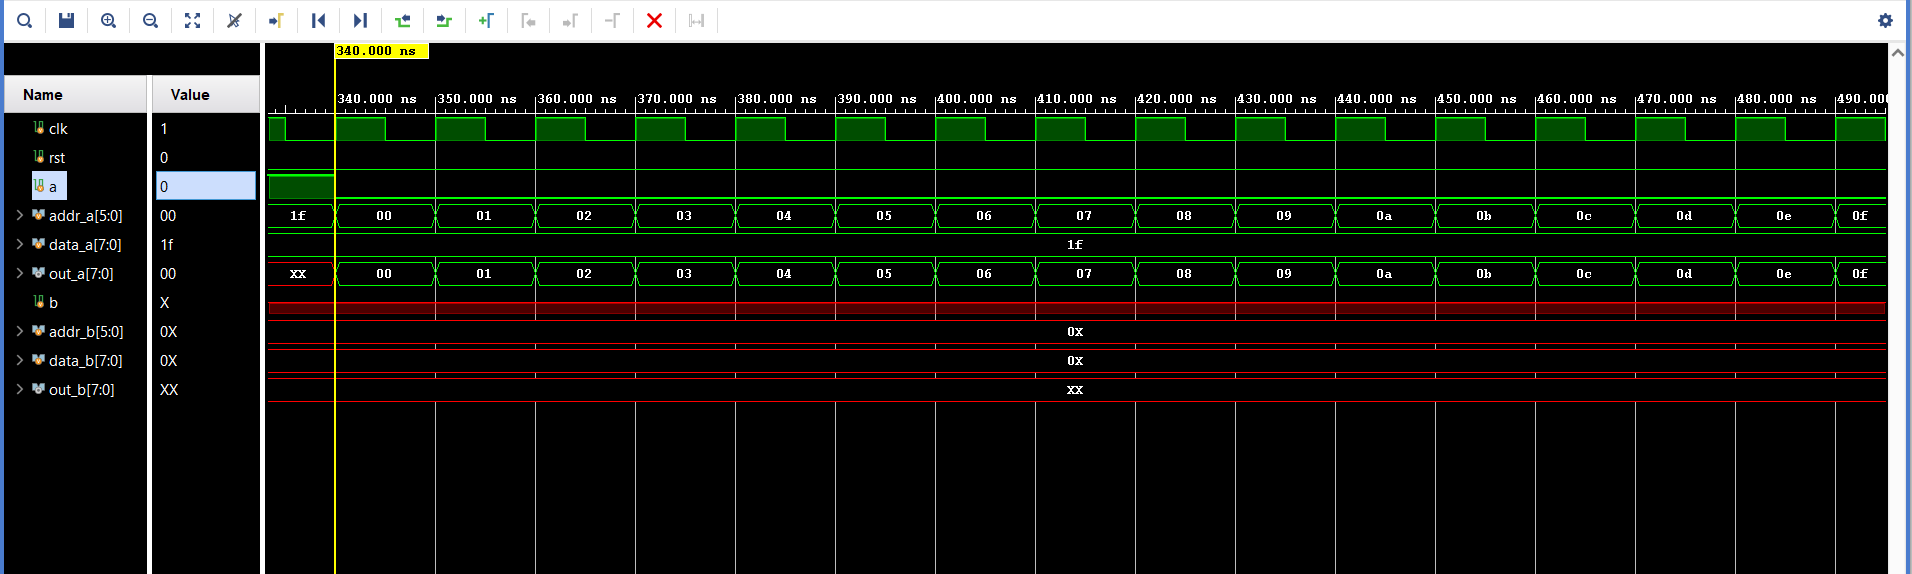 340.000 ns
Name Value
340.000 ns 350.000 ns 360.000 ns 370.000 ns 380.000 ns 390.000 ns 400.000 ns 410.000 ns 420.000 ns 430.000 ns 440.000 ns 450.000 ns 460.000 ns 470.000 ns 480.000 ns 490.00
clk 1
rst 0
a 0
addr_a[5:0] 00 1f 00 01 02 03 04 05 06 07 08 09 0a 0b 0c 0d 0e 0f
data_a[7:0] 1f 1f
out_a[7:0] 00 XX 00 01 02 03 04 05 06 07 08 09 0a 0b 0c 0d 0e 0f
b X
addr_b[5:0] 0X 0X
data_b[7:0] 0X 0X
out_b[7:0] XX XX